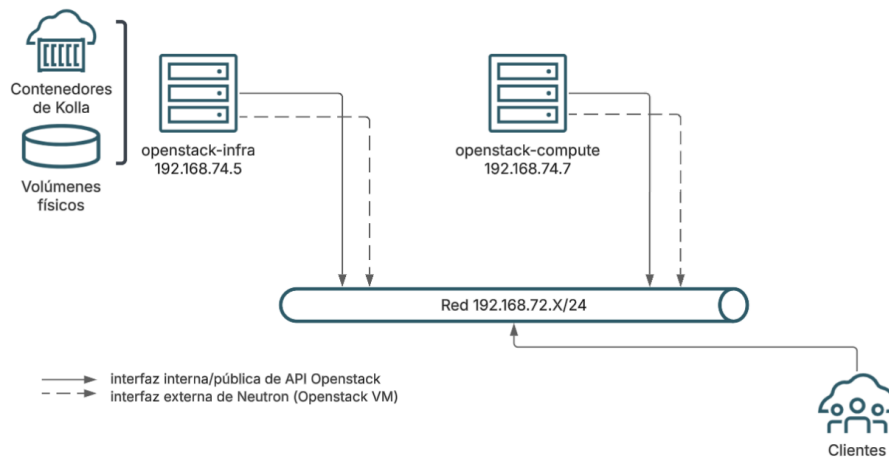 Contenedores
de Kolla
Volúmenes
físicos
openstack-infra
192.168.74.5
openstack-compute
192.168.74.7
Red 192.168.72.X/24
interfaz interna/pública de API Openstack
interfaz externa de Neutron (Openstack VM)
Clientes